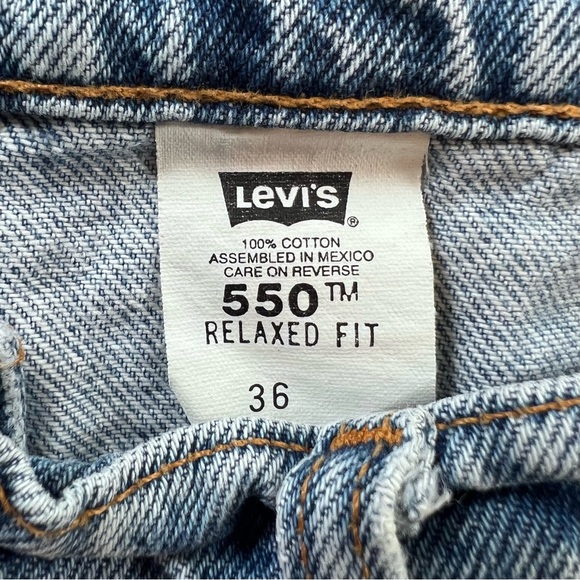 Levi's ®
100% COTTON
ASSEMBLED IN MEXICO
CARE ON REVERSE
550™
RELAXED FIT
36